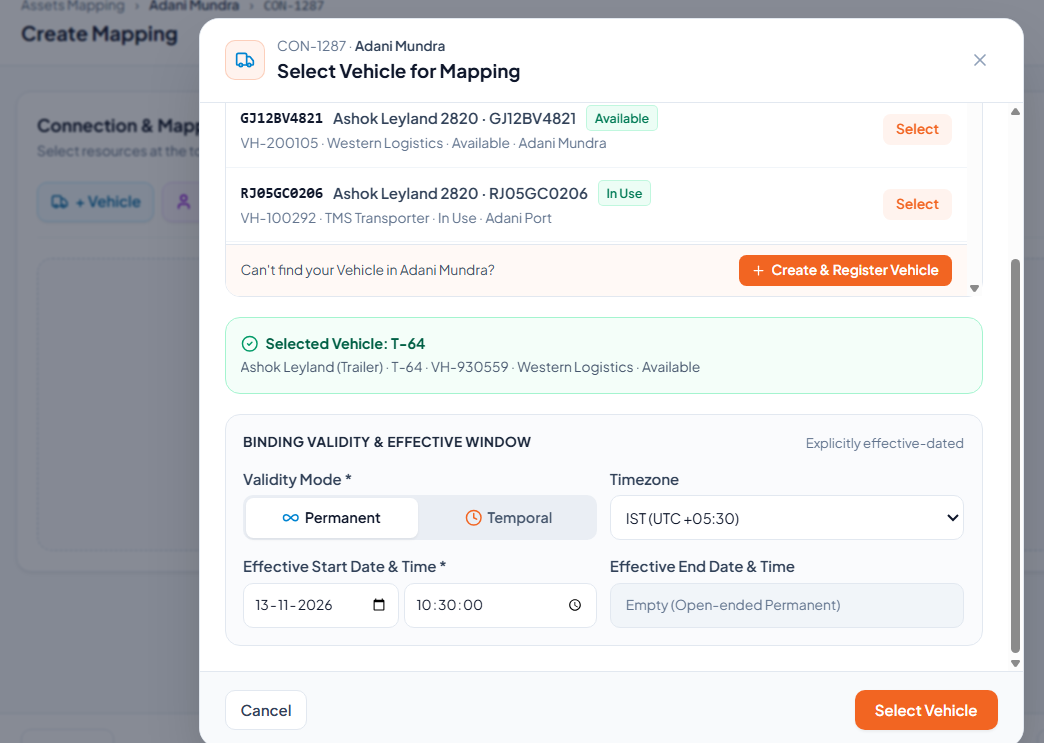 Assets Mapping › Adani Mundra › CON-1287
Create Mapping
CON-1287 · Adani Mundra
Select Vehicle for Mapping
Connection & Mapp
Select resources at the to
+ Vehicle
GJ12BV4821 Ashok Leyland 2820 · GJ12BV4821 Available
VH-200105 · Western Logistics · Available · Adani Mundra
Select
RJ05GC0206 Ashok Leyland 2820 · RJ05GC0206 In Use
VH-100292 · TMS Transporter · In Use · Adani Port
Select
Can't find your Vehicle in Adani Mundra?
+ Create & Register Vehicle
Selected Vehicle: T-64
Ashok Leyland (Trailer) · T-64 · VH-930559 · Western Logistics · Available
BINDING VALIDITY & EFFECTIVE WINDOW
Explicitly effective-dated
Validity Mode *
Timezone
Permanent
Temporal
IST (UTC +05:30)
Effective Start Date & Time *
Effective End Date & Time
13-11-2026
10:30:00
Empty (Open-ended Permanent)
Cancel
Select Vehicle